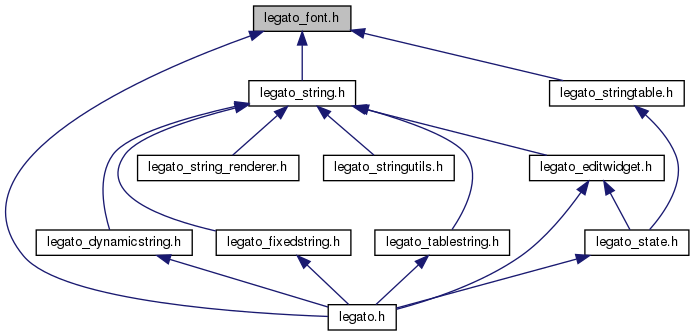 legato_font.h
legato_string.h
legato_stringtable.h
legato_string_renderer.h
legato_stringutils.h
legato_editwidget.h
legato_dynamicstring.h
legato_fixedstring.h
legato_tablestring.h
legato_state.h
legato.h